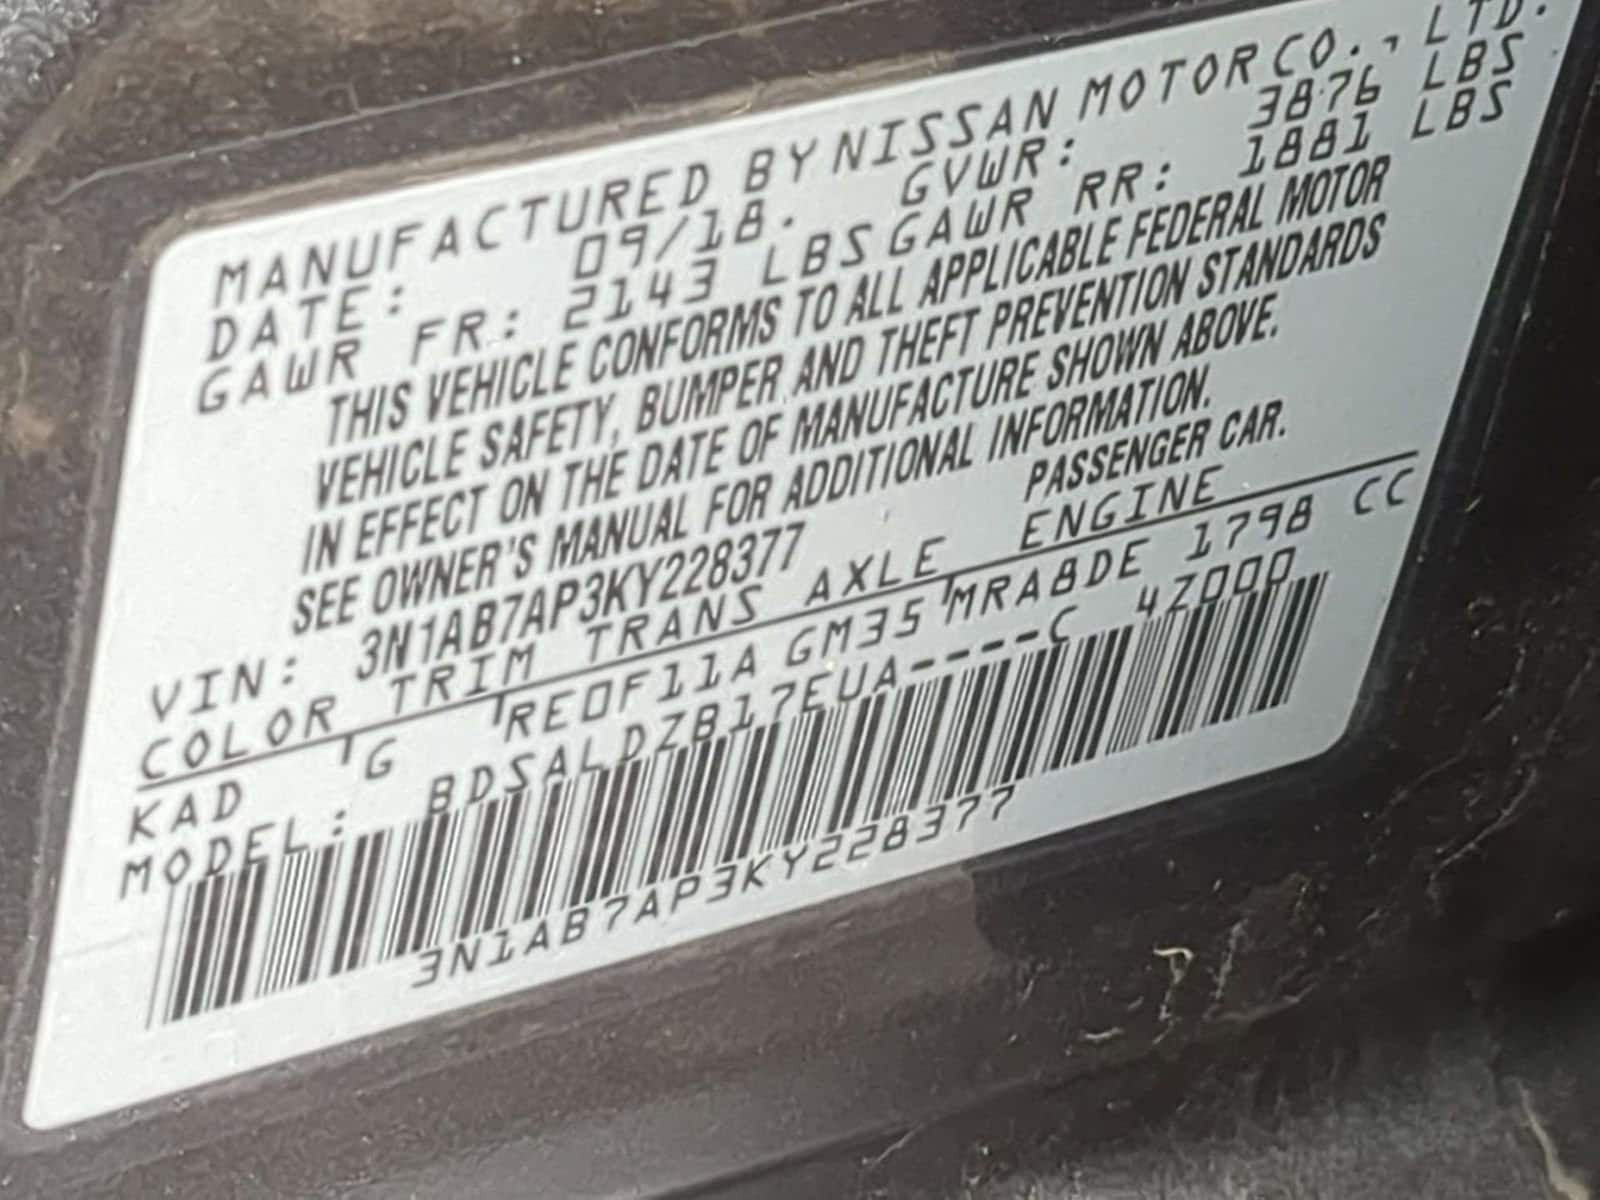 MANUFACTURED BY NISSAN MOTOR CO., LTD.
DATE: 09/18. GVWR: 3876 LBS
GAWR FR: 2143 LBS GAWR RR: 1881 LBS
THIS VEHICLE CONFORMS TO ALL APPLICABLE FEDERAL MOTOR
VEHICLE SAFETY, BUMPER, AND THEFT PREVENTION STANDARDS
IN EFFECT ON THE DATE OF MANUFACTURE SHOWN ABOVE.
SEE OWNER'S MANUAL FOR ADDITIONAL INFORMATION.
VIN: 3N1AB7AP3KY228377 PASSENGER CAR.
COLOR TRIM TRANS AXLE ENGINE
KAD G RE0F11A GM35 MRA8DE 1798 CC
MODEL: BDSALDZB17EUA----C 4Z000
3N1AB7AP3KY228377